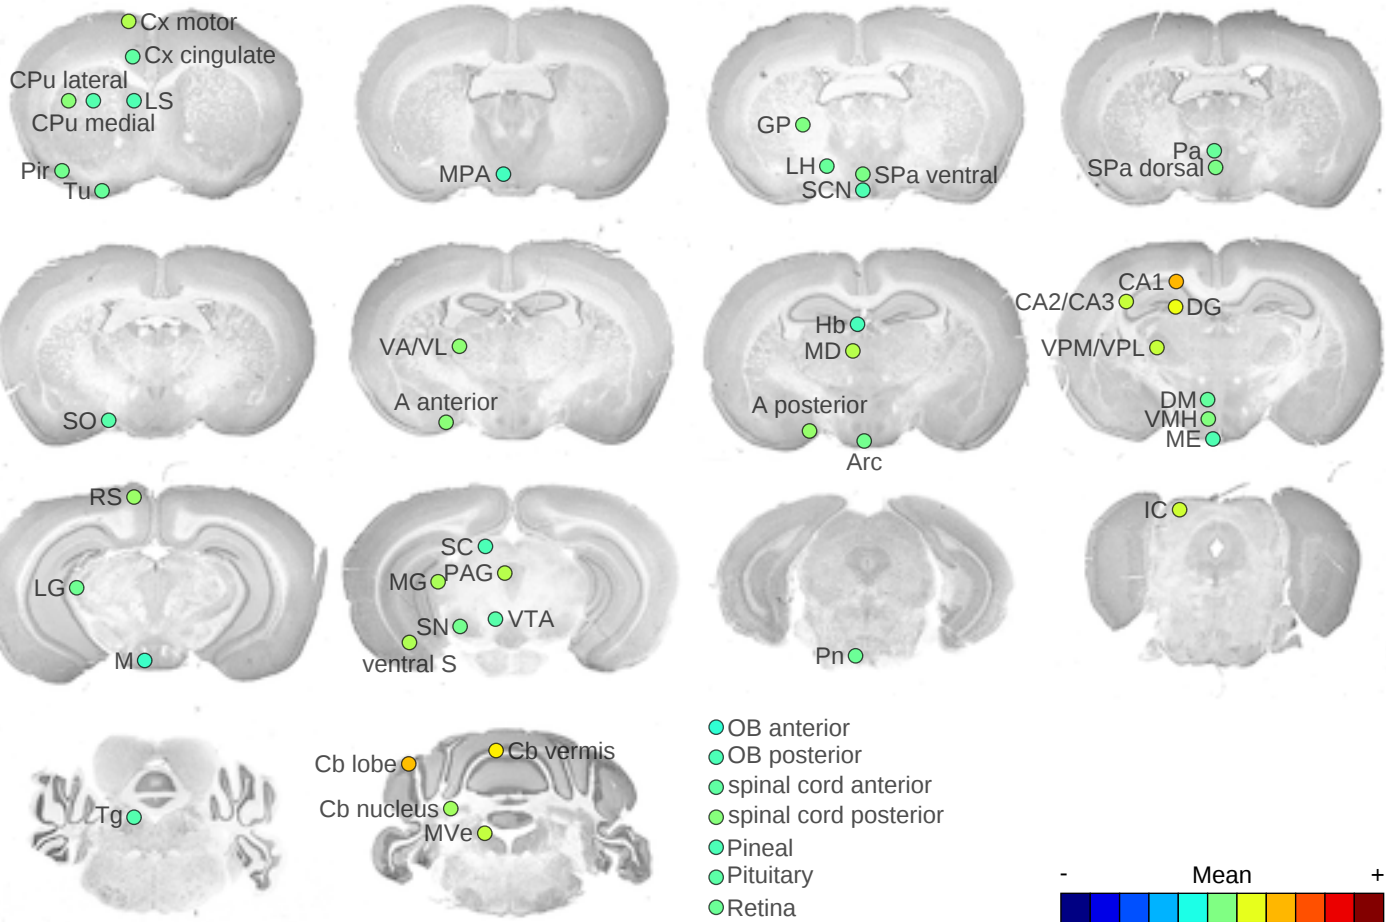 Cx motor
Cx cingulate
CPu lateral
LS
CPu medial
Pir
Tu
MPA
GP
LH
SPa ventral
SCN
Pa
SPa dorsal
SO
VA/VL
A anterior
Hb
MD
A posterior
Arc
CA1
CA2/CA3
DG
VPM/VPL
DM
VMH
ME
RS
LG
M
SC
MG
PAG
SN
VTA
ventral S
Pn
IC
Tg
Cb lobe
Cb vermis
Cb nucleus
MVe
OB anterior
OB posterior
spinal cord anterior
spinal cord posterior
Pineal
Pituitary
Retina
- Mean +